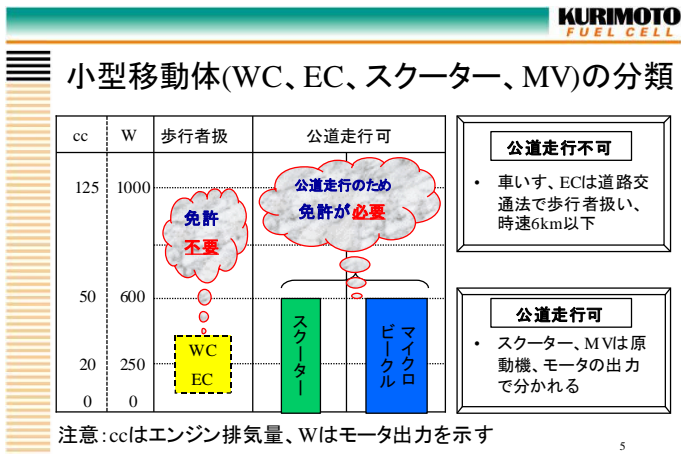 KURIMOTO
FUEL CELL
小型移動体(WC、EC、スクーター、MV)の分類
cc W 歩行者扱 公道走行可
125 1000
50 600
20 250
0 0
免許
不要
公道走行のため
免許が必要
WC
EC
スクーター
マイクロ
ビークル
公道走行不可
• 車いす、ECは道路交
通法で歩行者扱い、
時速6km以下
公道走行可
• スクーター、MVは原
動機、モータの出力
で分かれる
注意:ccはエンジン排気量、Wはモータ出力を示す
5